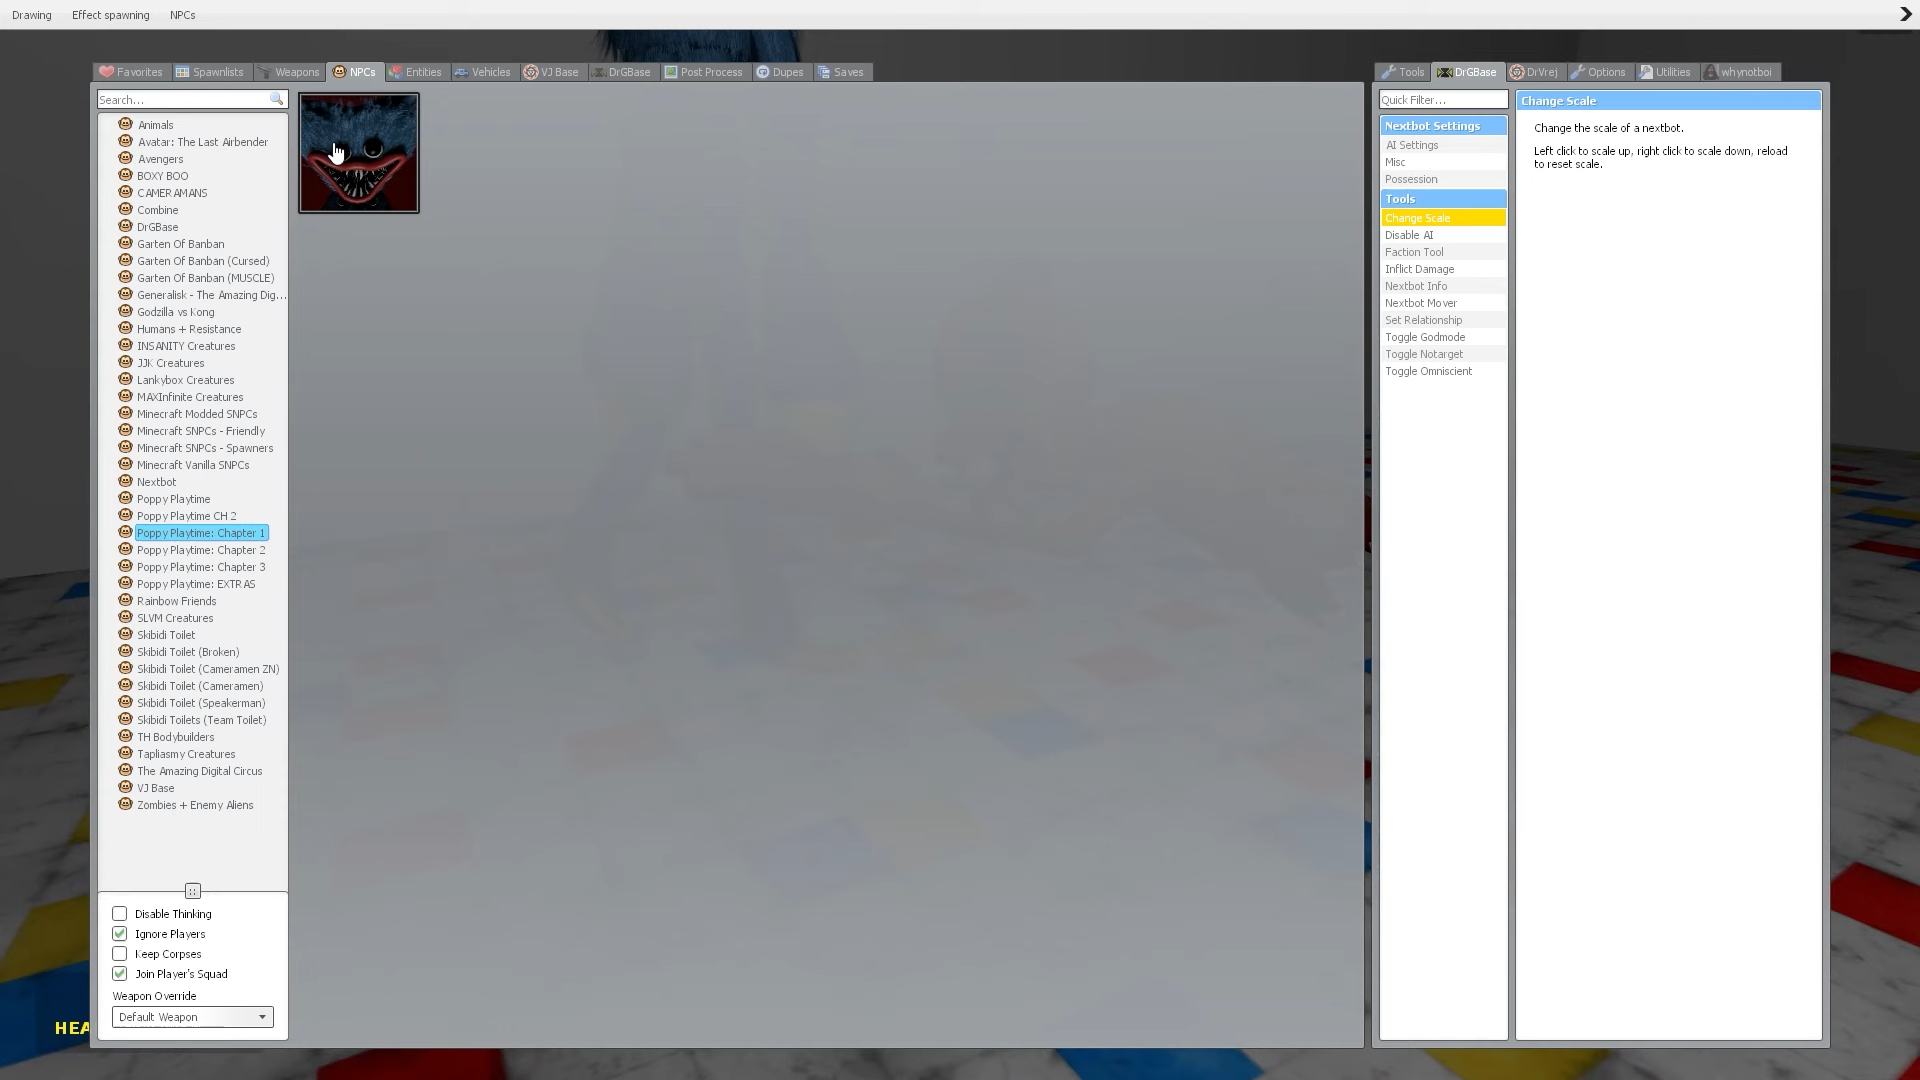 Drawing Effect spawning NPCs
Favorites Spawnlists Weapons NPCs Entities Vehicles VJ Base DrGBase Post Process Dupes Saves
Search...
Animals
Avatar: The Last Airbender
Avengers
BOXY BOO
CAMERAMANS
Combine
DrGBase
Garten Of Banban
Garten Of Banban (Cursed)
Garten Of Banban (MUSCLE)
Generalisk - The Amazing Dig...
Godzilla vs Kong
Humans + Resistance
INSANITY Creatures
JJK Creatures
Lankybox Creatures
MAXInfinite Creatures
Minecraft Modded SNPCs
Minecraft SNPCs - Friendly
Minecraft SNPCs - Spawners
Minecraft Vanilla SNPCs
Nextbot
Poppy Playtime
Poppy Playtime CH 2
Poppy Playtime: Chapter 1
Poppy Playtime: Chapter 2
Poppy Playtime: Chapter 3
Poppy Playtime: EXTRAS
Rainbow Friends
SLVM Creatures
Skibidi Toilet
Skibidi Toilet (Broken)
Skibidi Toilet (Cameramen ZN)
Skibidi Toilet (Cameramen)
Skibidi Toilet (Speakerman)
Skibidi Toilets (Team Toilet)
TH Bodybuilders
Tapliasmy Creatures
The Amazing Digital Circus
VJ Base
Zombies + Enemy Aliens
Disable Thinking
Ignore Players
Keep Corpses
Join Player's Squad
Weapon Override
Default Weapon
HEA
Tools DrGBase DrVrej Options Utilities whynotboi
Quick Filter...
Nextbot Settings
AI Settings
Misc
Possession
Tools
Change Scale
Disable AI
Faction Tool
Inflict Damage
Nextbot Info
Nextbot Mover
Set Relationship
Toggle Godmode
Toggle Notarget
Toggle Omniscient
Change Scale
Change the scale of a nextbot.
Left click to scale up, right click to scale down, reload
to reset scale.